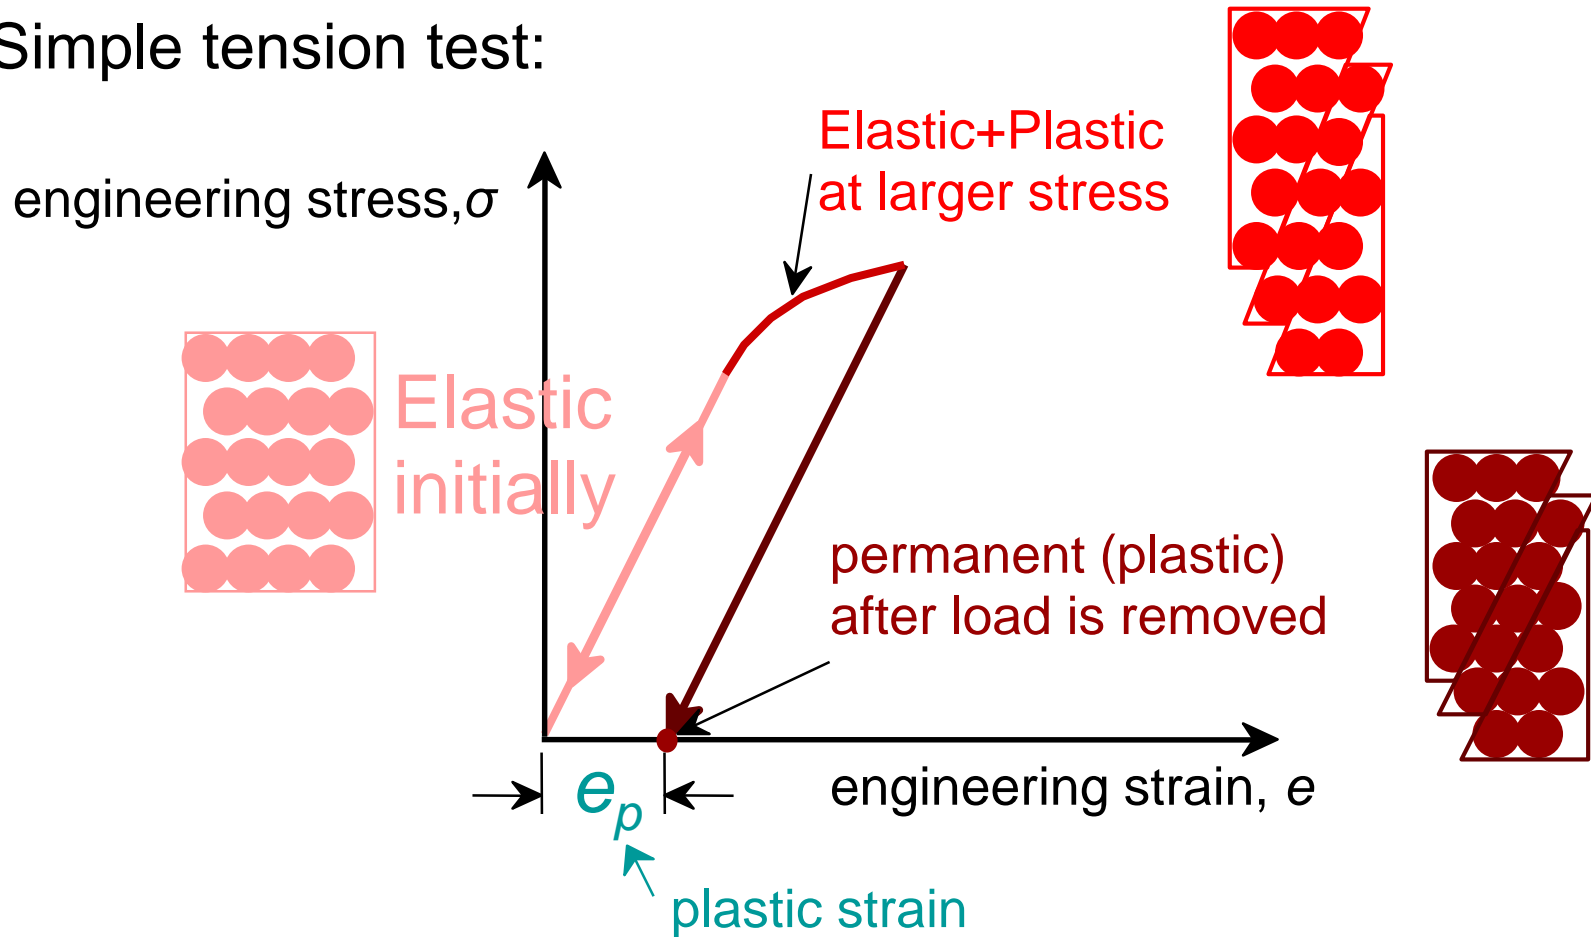 Simple tension test:
engineering stress,σ
Elastic+Plastic
at larger stress
Elastic
initially
permanent (plastic)
after load is removed
engineering strain, e
ep
plastic strain